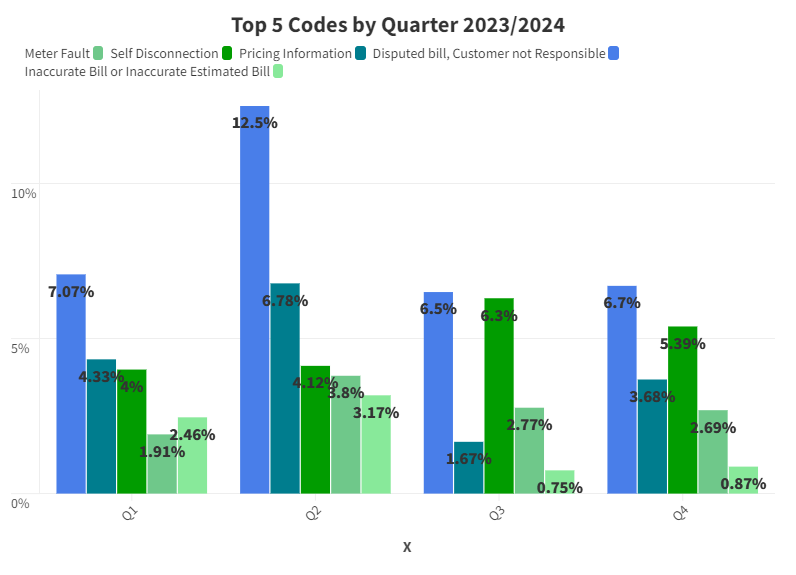 Top 5 Codes by Quarter 2023/2024
Meter Fault Self Disconnection Pricing Information Disputed bill, Customer not Responsible
Inaccurate Bill or Inaccurate Estimated Bill
12.5%
10%
7.07%
6.78%
6.5%
6.3%
6.7%
5%
5.39%
4.33%
4%
4.12%
3.8%
3.17%
3.68%
2.46%
1.91%
2.77%
2.69%
1.67%
0.75%
0.87%
0%
Q1
Q2
Q3
Q4
X